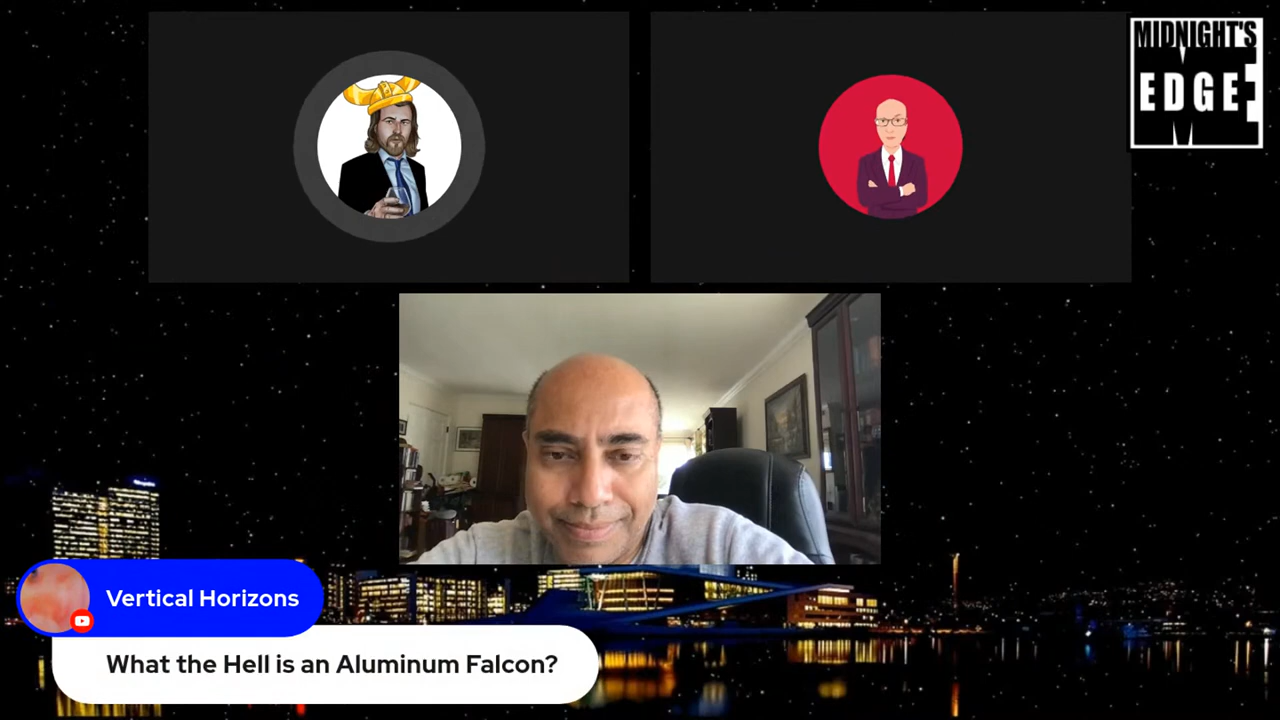 MIDNIGHT'S
EDGE
Vertical Horizons
What the Hell is an Aluminum Falcon?